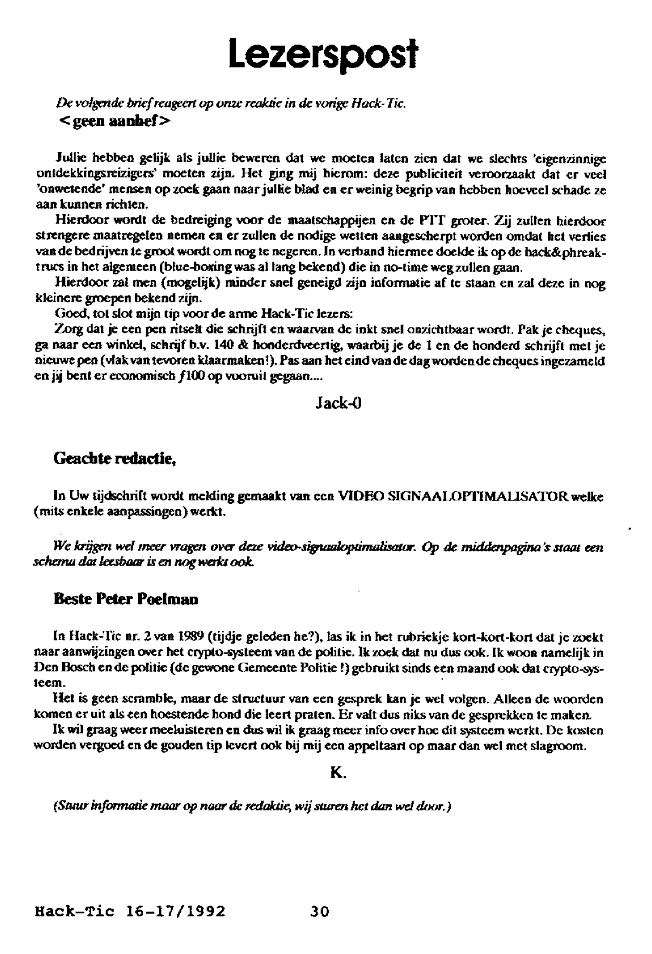 Lezerspost
De volgende brief reageert op onze reaktie in de vorige Hack-Tic.
<geen aanhef>
Jullie hebben gelijk als jullie beweren dat we moeten laten zien dat we slechts 'eigenzinnige
ontdekkingsreizigers' moeten zijn. Het ging mij hierom: deze publiciteit veroorzaakt dat er veel
'onwetende' mensen op zoek gaan naar jullie blad en er weinig begrip van hebben hoeveel schade ze
aan kunnen richten.
Hierdoor wordt de bedreiging voor de maatschappijen en de PTT groter. Zij zullen hierdoor
strengere maatregelen nemen en er zullen de nodige wetten aangescherpt worden omdat het verlies
van de bedrijven te groot wordt om nog te negeren. In verband hiermee doelde ik op de hack&phreak-
trucs in het algemeen (blue-boxing was al lang bekend) die in no-time weg zullen gaan.
Hierdoor zal men (mogelijk) minder snel geneigd zijn informatie af te staan en zal deze in nog
kleinere groepen bekend zijn.
Goed, tot slot mijn tip voor de arme Hack-Tic lezers:
Zorg dat je een pen ritselt die schrijft en waarvan de inkt snel onzichtbaar wordt. Pak je cheques,
ga naar een winkel, schrijf b.v. 140 & honderdveertig, waarbij je de 1 en de honderd schrijft met je
nieuwe pen (vlak van tevoren klaarmaken!). Pas aan het eind van de dag worden de cheques ingezameld
en jij bent er economisch ƒ100 op vooruit gegaan....
Jack-0
Geachte redactie,
In Uw tijdschrift wordt melding gemaakt van een VIDEO SIGNAALOPTIMALISATOR welke
(mits enkele aanpassingen) werkt.
We krijgen wel meer vragen over deze video-signaaloptimalisator. Op de middenpagina's staat een
schema dat leesbaar is en nog werkt ook.
Beste Peter Poelman
In Hack-Tic nr. 2 van 1989 (tijdje geleden he?), las ik in het rubriekje kort-kort-kort dat je zoekt
naar aanwijzingen over het crypto-systeem van de politie. Ik zoek dat nu dus ook. Ik woon namelijk in
Den Bosch en de politie (de gewone Gemeente Politie !) gebruikt sinds een maand ook dat crypto-sys-
teem.
Het is geen scramble, maar de structuur van een gesprek kan je wel volgen. Alleen de woorden
komen er uit als een hoestende hond die leert praten. Er valt dus niks van de gesprekken te maken.
Ik wil graag weer meeluisteren en dus wil ik graag meer info over hoe dit systeem werkt. De kosten
worden vergoed en de gouden tip levert ook bij mij een appeltaart op maar dan wel met slagroom.
K.
(Stuur informatie maar op naar de redaktie, wij sturen het dan wel door.)
Hack-Tic 16-17/1992 30